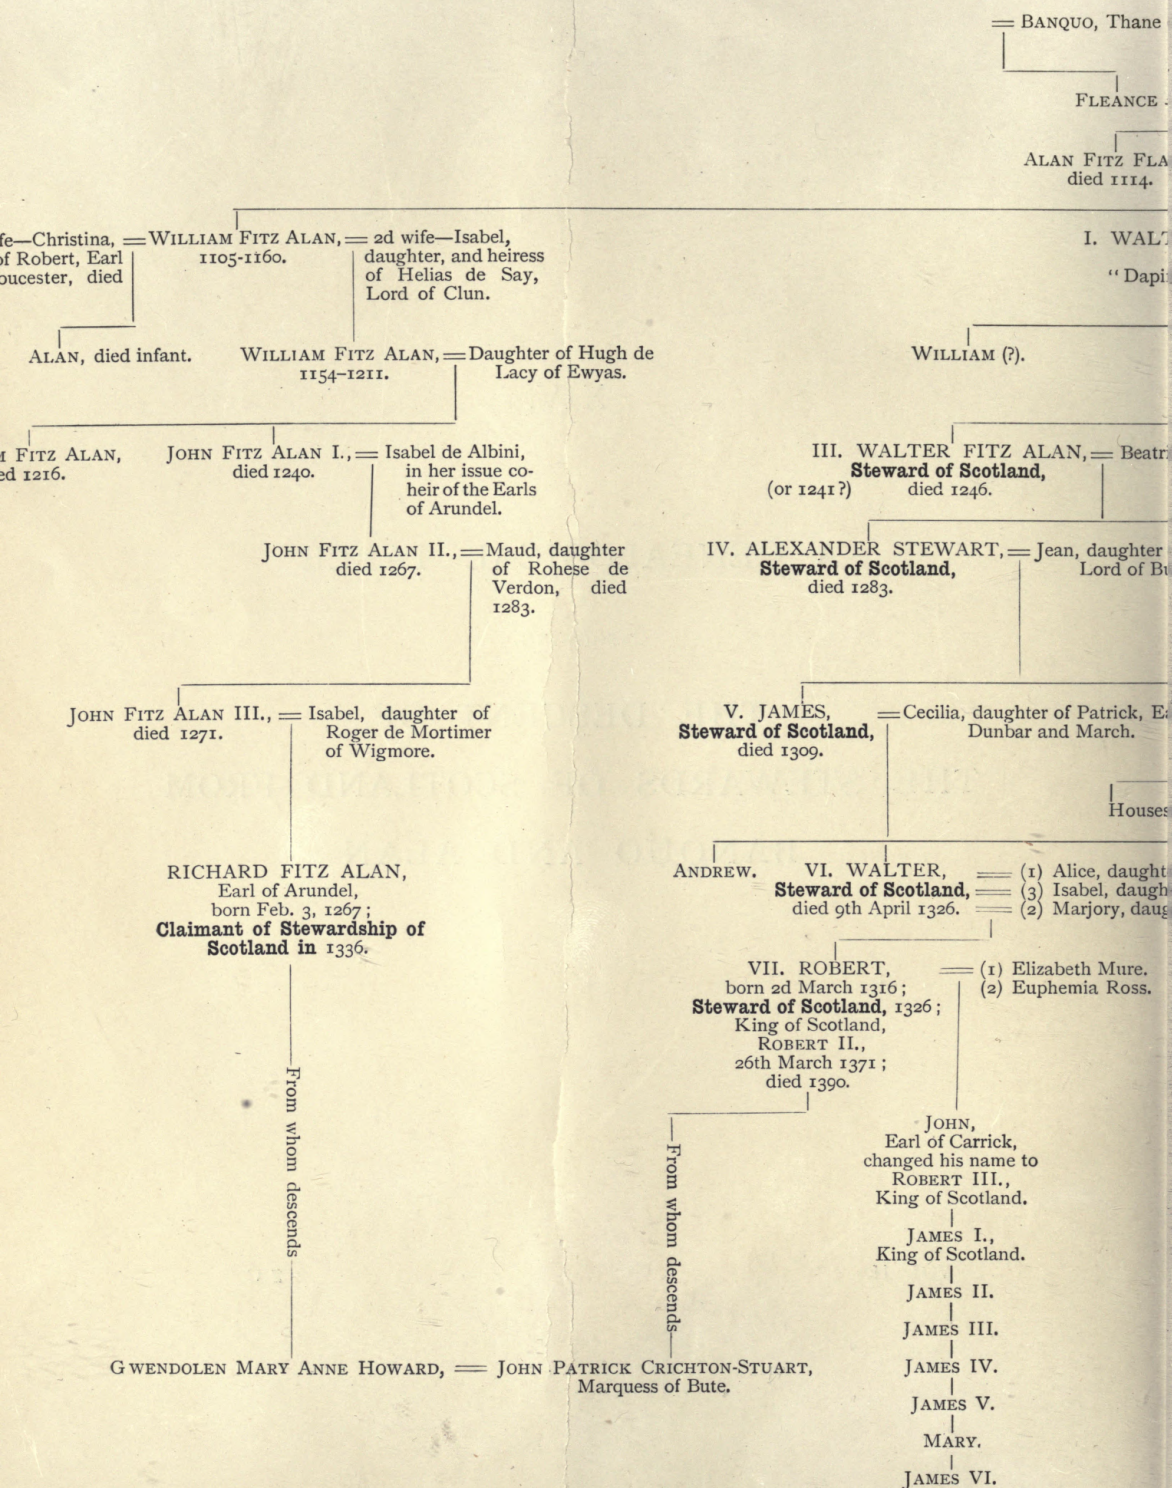 = BANQUO, Thane
FLEANCE
ALAN FITZ FLA
died 1114.
fe—Christina,
of Robert, Earl
oucester, died
= WILLIAM FITZ ALAN, =
1105-1160.
2d wife—Isabel,
daughter, and heiress
of Helias de Say,
Lord of Clun.
I. WALT
"Dapi
ALAN, died infant.
WILLIAM FITZ ALAN, =
1154-1211.
Daughter of Hugh de
Lacy of Ewyas.
WILLIAM (?).
M FITZ ALAN,
ed 1216.
JOHN FITZ ALAN I., =
died 1240.
Isabel de Albini,
in her issue co-
heir of the Earls
of Arundel.
III. WALTER FITZ ALAN, = Beatr
Steward of Scotland,
(or 1241?) died 1246.
JOHN FITZ ALAN II., =
died 1267.
Maud, daughter
of Rohese de
Verdon, died
1283.
IV. ALEXANDER STEWART, =
Steward of Scotland,
died 1283.
Jean, daughter
Lord of Bu
JOHN FITZ ALAN III., =
died 1271.
Isabel, daughter of
Roger de Mortimer
of Wigmore.
V. JAMES,
Steward of Scotland,
died 1309.
= Cecilia, daughter of Patrick, Ea
Dunbar and March.
Houses
RICHARD FITZ ALAN,
Earl of Arundel,
born Feb. 3, 1267;
Claimant of Stewardship of
Scotland in 1336.
ANDREW.
VI. WALTER,
Steward of Scotland,
died 9th April 1326.
= (1) Alice, daught
= (3) Isabel, daugh
= (2) Marjory, daug
VII. ROBERT,
born 2d March 1316;
Steward of Scotland, 1326;
King of Scotland,
ROBERT II.,
26th March 1371;
died 1390.
= (1) Elizabeth Mure.
(2) Euphemia Ross.
From whom descends
From whom descends
JOHN,
Earl of Carrick,
changed his name to
ROBERT III.,
King of Scotland.
JAMES I.,
King of Scotland.
JAMES II.
JAMES III.
GWENDOLEN MARY ANNE HOWARD, = JOHN PATRICK CRICHTON-STUART,
Marquess of Bute.
JAMES IV.
JAMES V.
MARY.
JAMES VI.